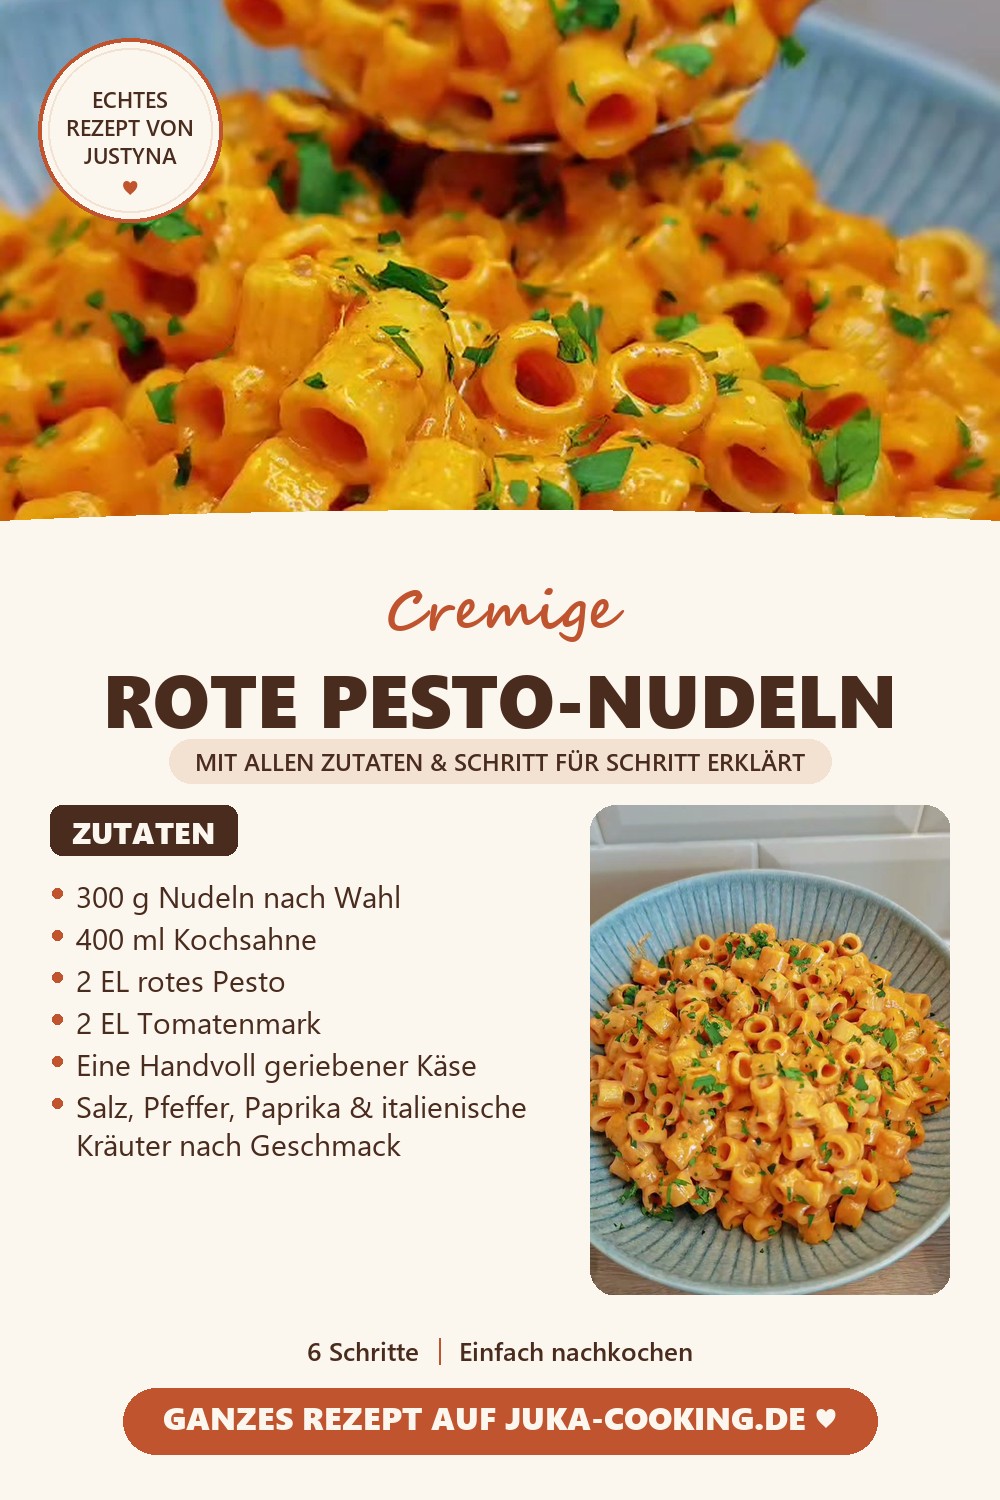 ECHTES
REZEPT VON
JUSTYNA
Cremige
ROTE PESTO-NUDELN
MIT ALLEN ZUTATEN & SCHRITT FÜR SCHRITT ERKLÄRT
ZUTATEN
• 300 g Nudeln nach Wahl
• 400 ml Kochsahne
• 2 EL rotes Pesto
• 2 EL Tomatenmark
• Eine Handvoll geriebener Käse
• Salz, Pfeffer, Paprika & italienische
Kräuter nach Geschmack
6 Schritte | Einfach nachkochen
GANZES REZEPT AUF JUKA-COOKING.DE ♥